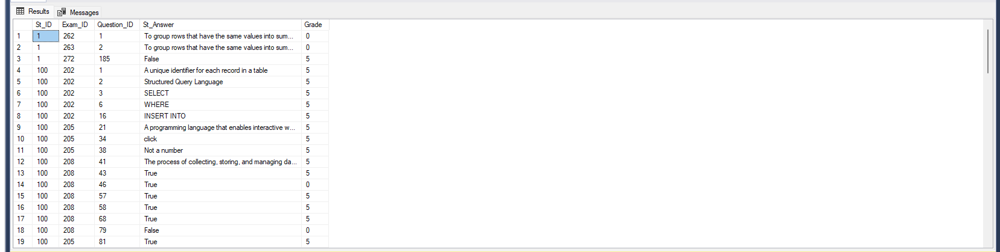 Results Messages
St_ID Exam_ID Question_ID St_Answer Grade
1 1 262 1 To group rows that have the same values into sum... 0
2 1 263 2 To group rows that have the same values into sum... 0
3 1 272 185 False 5
4 100 202 1 A unique identifier for each record in a table 5
5 100 202 2 Structured Query Language 5
6 100 202 3 SELECT 5
7 100 202 6 WHERE 5
8 100 202 16 INSERT INTO 5
9 100 205 21 A programming language that enables interactive w... 5
10 100 205 34 click 5
11 100 205 38 Not a number 5
12 100 208 41 The process of collecting, storing, and managing da... 5
13 100 208 43 True 5
14 100 208 46 True 0
15 100 208 57 True 5
16 100 208 58 True 5
17 100 208 68 True 5
18 100 208 79 False 0
19 100 205 81 True 5